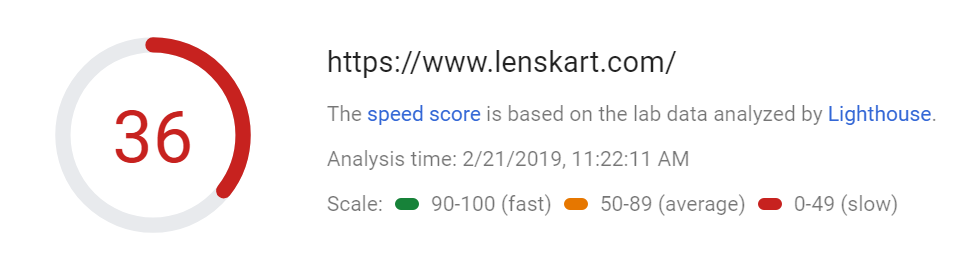 36
https://www.lenskart.com/
The speed score is based on the lab data analyzed by Lighthouse.
Analysis time: 2/21/2019, 11:22:11 AM
Scale: 90-100 (fast) 50-89 (average) 0-49 (slow)